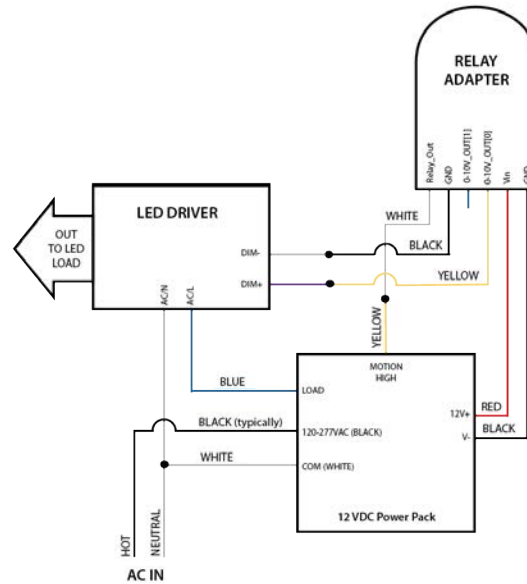 RELAY
ADAPTER
Relay_Out
GND
0-10V_OUT[1]
0-10V_OUT[0]
Vin
GND
WHITE
BLACK
YELLOW
LED DRIVER
OUT
TO LED
LOAD
DIM-
DIM+
AC/N
AC/L
YELLOW
MOTION
HIGH
BLUE
LOAD
12V+
RED
BLACK (typically)
120-277VAC (BLACK)
V-
BLACK
WHITE
COM (WHITE)
12 VDC Power Pack
HOT
NEUTRAL
AC IN